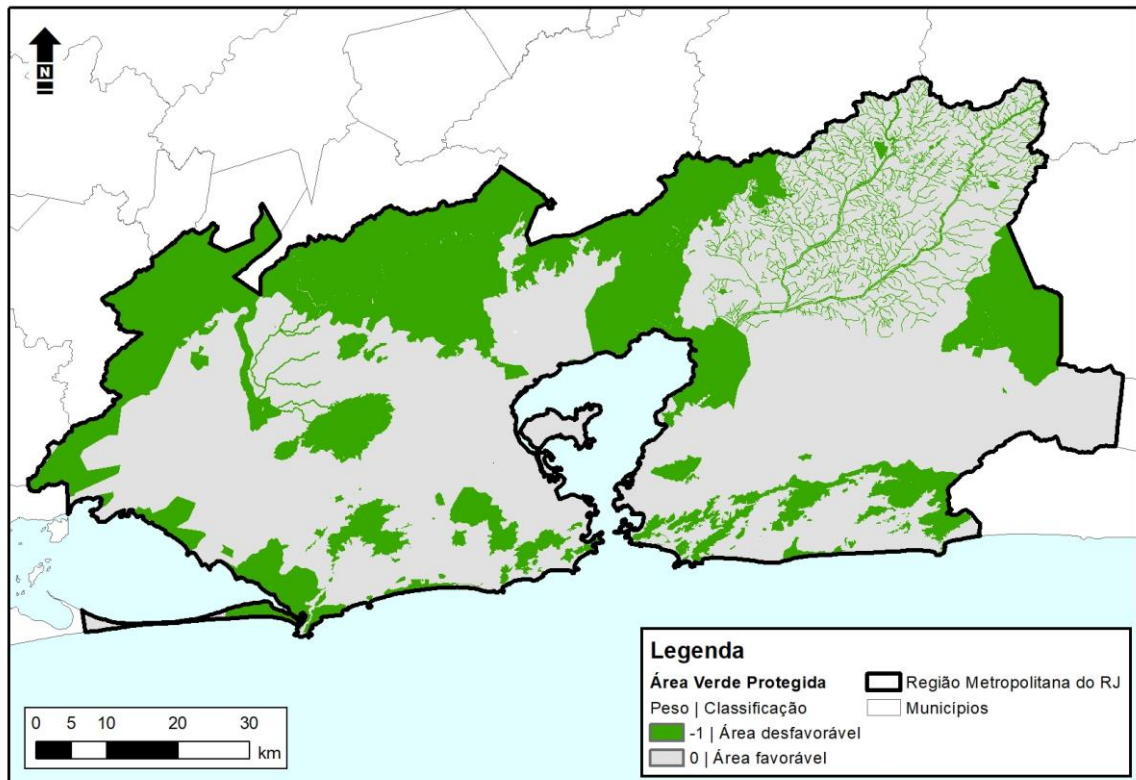 N
Legenda
Área Verde Protegida
Peso | Classificação
-1 | Área desfavorável
0 | Área favorável
Região Metropolitana do RJ
Municípios
0 5 10 20 30
km